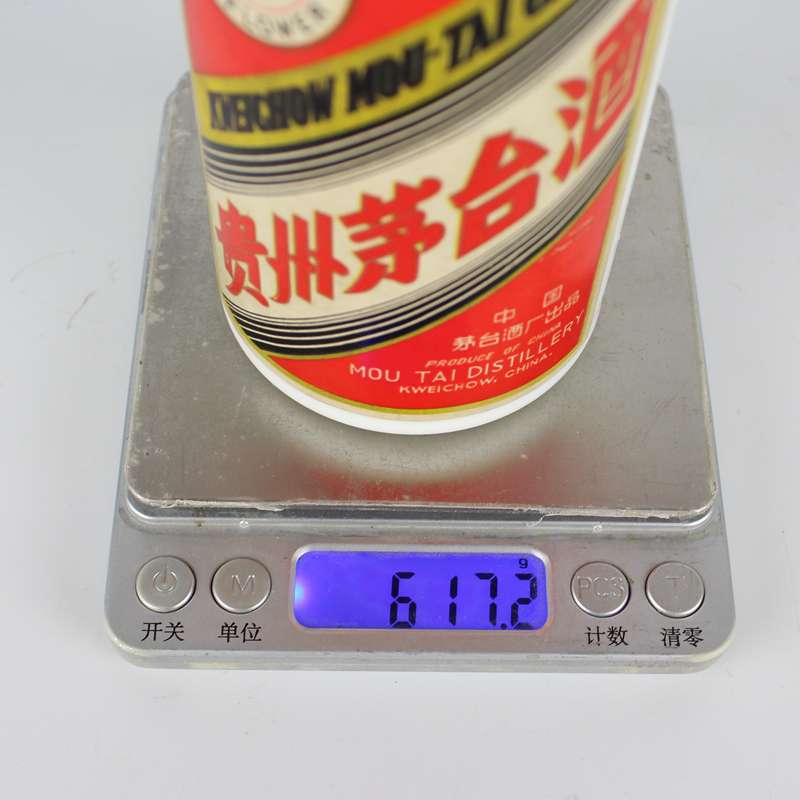 FLOWER
KWEICHOW MOU-TAI
贵州茅台酒
中国
茅台酒厂出品
PRODUCE OF CHINA
MOU TAI DISTILLERY
KWEICHOW, CHINA.
g
617.2
M
PCS
T
开关
单位
计数
清零